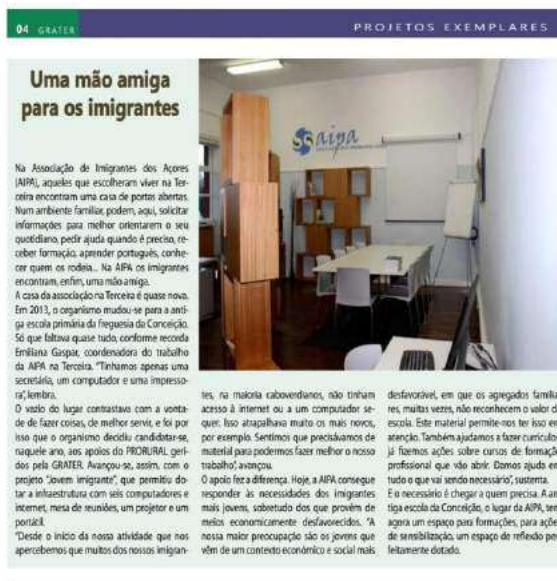 04 GRATER
PROJETOS EXEMPLARES
Uma mão amiga
para os imigrantes
Na Associação de Imigrantes dos Açores
(AIPA), aqueles que escolheram viver na Ter-
ceira encontram uma casa de portas abertas.
Num ambiente familiar, podem, aqui, solicitar
informações para melhor orientarem o seu
quotidiano, pedir ajuda quando é preciso, re-
ceber formação, aprender português, conhe-
cer quem os rodeia... Na AIPA os imigrantes
encontram, enfim, uma mão amiga.
A casa da associação na Terceira é quase nova.
Em 2013, o organismo mudou-se para a anti-
ga escola primária da freguesia da Conceição.
Só que faltava quase tudo, conforme recorda
Emiliana Gaspar, coordenadora do trabalho
da AIPA na Terceira. "Tínhamos apenas uma
secretária, um computador e uma impresso-
ra", lembra.
O vazio do lugar contrastava com a vonta-
de de fazer coisas, de melhor servir, e foi por
isso que o organismo decidiu candidatar-se,
naquele ano, aos apoios do PRORURAL geri-
dos pela GRATER. Avançou-se, assim, com o
projeto "Jovem imigrante", que permitiu do-
tar a infraestrutura com seis computadores e
internet, mesa de reuniões, um projetor e um
portátil.
"Desde o início da nossa atividade que nos
apercebemos que muitos dos nossos imigran-
tes, na maioria caboverdianos, não tinham
acesso à internet ou a um computador se-
quer. Isso atrapalhava muito os mais novos,
por exemplo. Sentimos que precisávamos de
material para podermos fazer melhor o nosso
trabalho", avançou.
O apoio fez a diferença. Hoje, a AIPA consegue
responder às necessidades dos imigrantes
mais jovens, sobretudo dos que provêm de
meios economicamente desfavorecidos. "A
nossa maior preocupação são os jovens que
vêm de um contexto económico e social mais
desfavorável, em que os agregados familia
res, muitas vezes, não reconhecem o valor d
escola. Este material permite-nos ter isso em
atenção. Também ajudamos a fazer currículos
já fizemos ações sobre cursos de formaçã
profissional que vão abrir. Damos ajuda em
tudo o que vai sendo necessário", sustenta.
E o necessário é chegar a quem precisa. A an
tiga escola da Conceição, o lugar da AIPA, tem
agora um espaço para formações, para açõe
de sensibilização, um espaço de reflexão per
feitamente dotado.
aipa